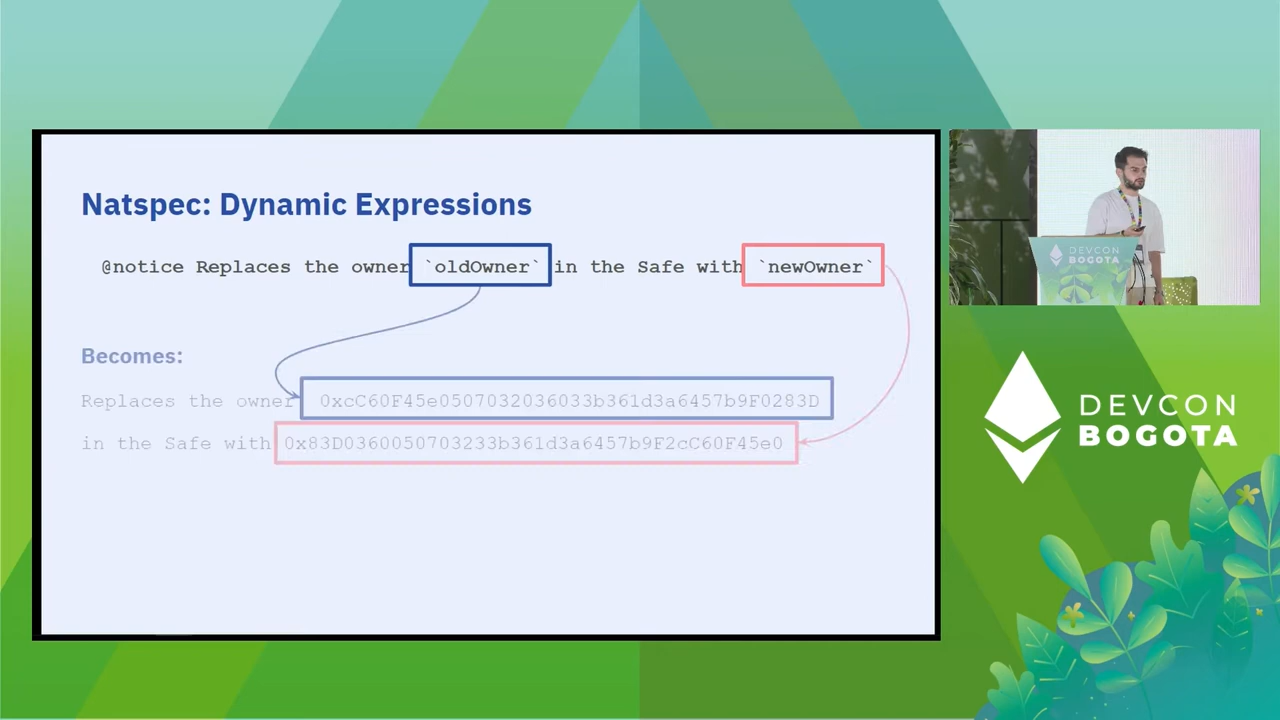 Natspec: Dynamic Expressions
@notice Replaces the owner `oldOwner` in the Safe with `newOwner`
Becomes:
Replaces the owner 0xcC60F45e0507032036033b361d3a6457b9F0283D
in the Safe with 0x83D0360050703233b361d3a6457b9F2cC60F45e0
DEVCON
BOGOTA
DEVCON
BOGOTA